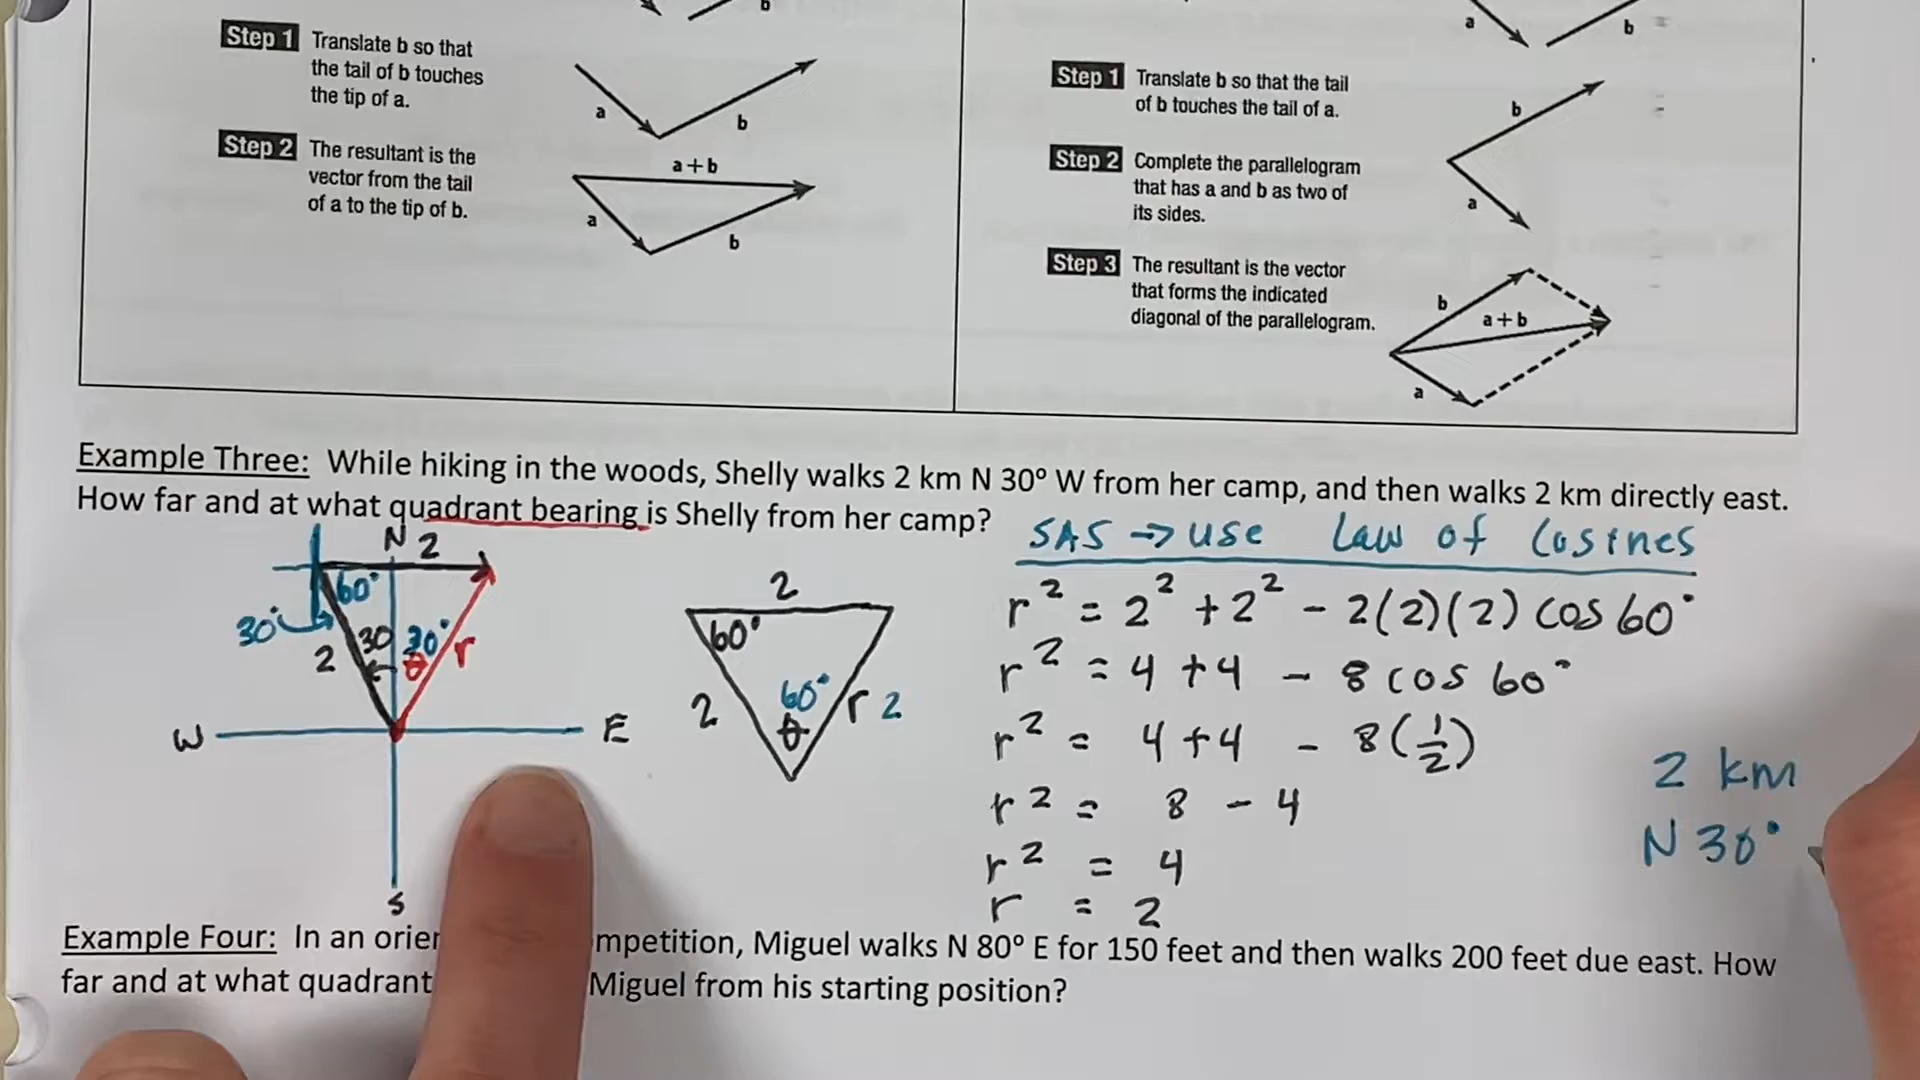 b
Step 1 Translate b so that
the tail of b touches
the tip of a.
a
b
Step 2 The resultant is the
vector from the tail
of a to the tip of b.
a+b
a
b
a
b
Step 1 Translate b so that the tail
of b touches the tail of a.
b
a
Step 2 Complete the parallelogram
that has a and b as two of
its sides.
Step 3 The resultant is the vector
that forms the indicated
diagonal of the parallelogram.
b
a+b
a
Example Three: While hiking in the woods, Shelly walks 2 km N 30º W from her camp, and then walks 2 km directly east.
How far and at what quadrant bearing is Shelly from her camp?
N 2
60°
30°
30 30°
2 θ r
W E
S
2
60°
60°
2 θ r 2
SAS → use Law of Cosines
r² = 2² + 2² - 2(2)(2) cos 60°
r² = 4 + 4 - 8 cos 60°
r² = 4 + 4 - 8(1/2)
r² = 8 - 4
r² = 4
r = 2
2 km
N 30°
Example Four: In an orien mpetition, Miguel walks N 80º E for 150 feet and then walks 200 feet due east. How
far and at what quadrant Miguel from his starting position?